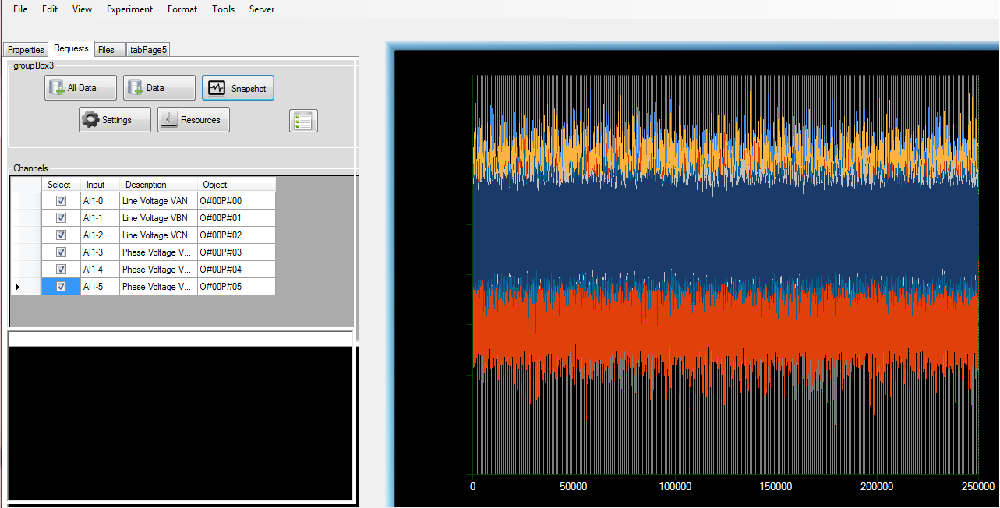 File Edit View Experiment Format Tools Server
Properties Requests Files tabPage5
groupBox3
All Data Data Snapshot
Settings Resources
Channels
Select Input Description Object
AI1-0 Line Voltage VAN O#00P#00
AI1-1 Line Voltage VBN O#00P#01
AI1-2 Line Voltage VCN O#00P#02
AI1-3 Phase Voltage V... O#00P#03
AI1-4 Phase Voltage V... O#00P#04
AI1-5 Phase Voltage V... O#00P#05
0 50000 100000 150000 200000 250000